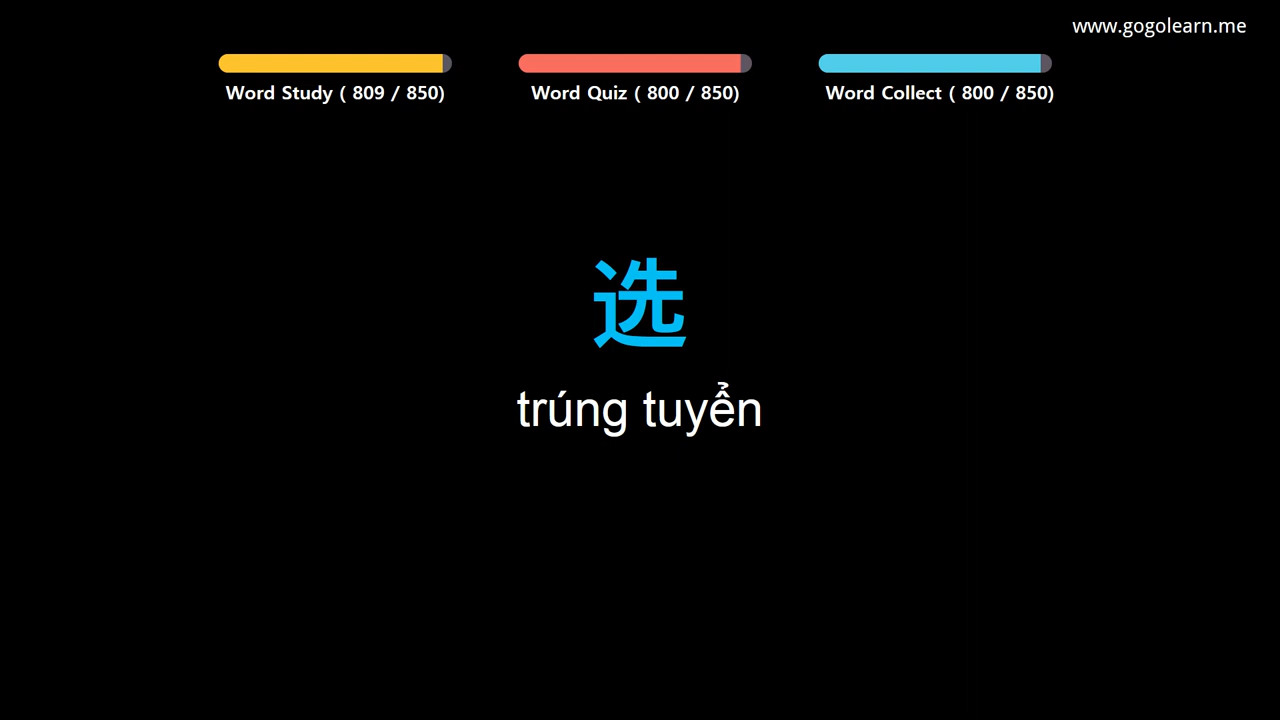 www.gogolearn.me
Word Study ( 809 / 850)
Word Quiz ( 800 / 850)
Word Collect ( 800 / 850)
选
trúng tuyển